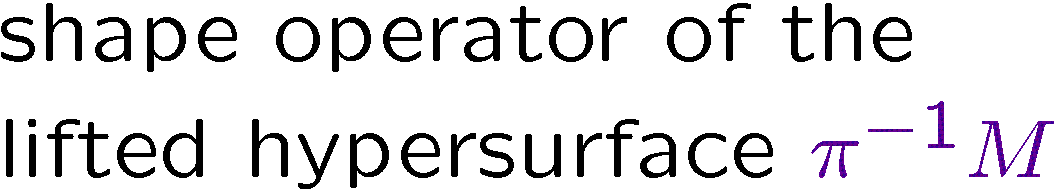 shape operator of the
lifted hypersurface π⁻¹M